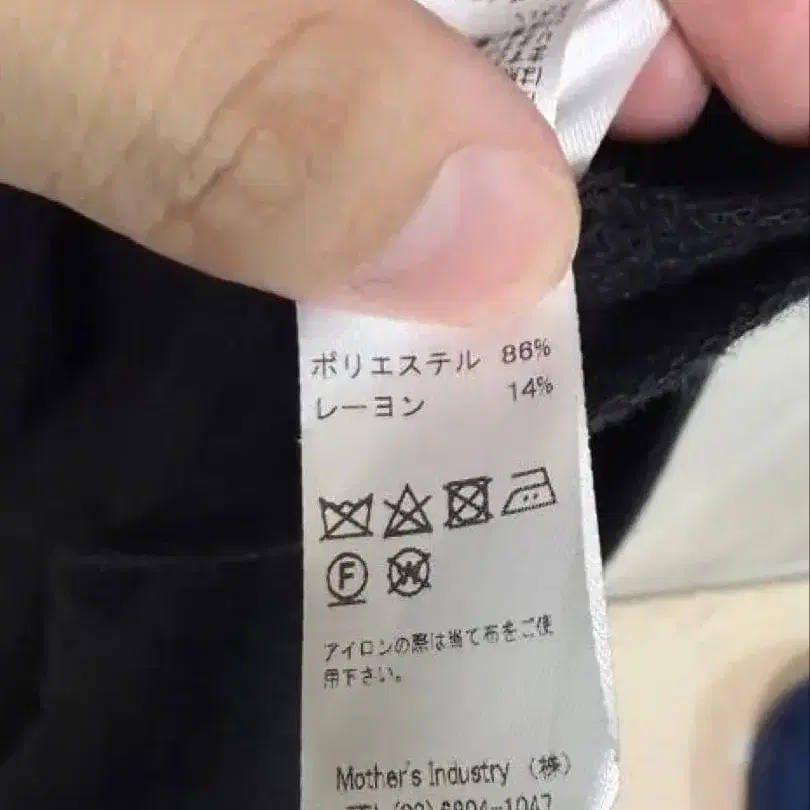 ポリエステル 86%
レーヨン 14%
F W
アイロンの際は当て布をご使
用下さい。
Mother's Industry (株)